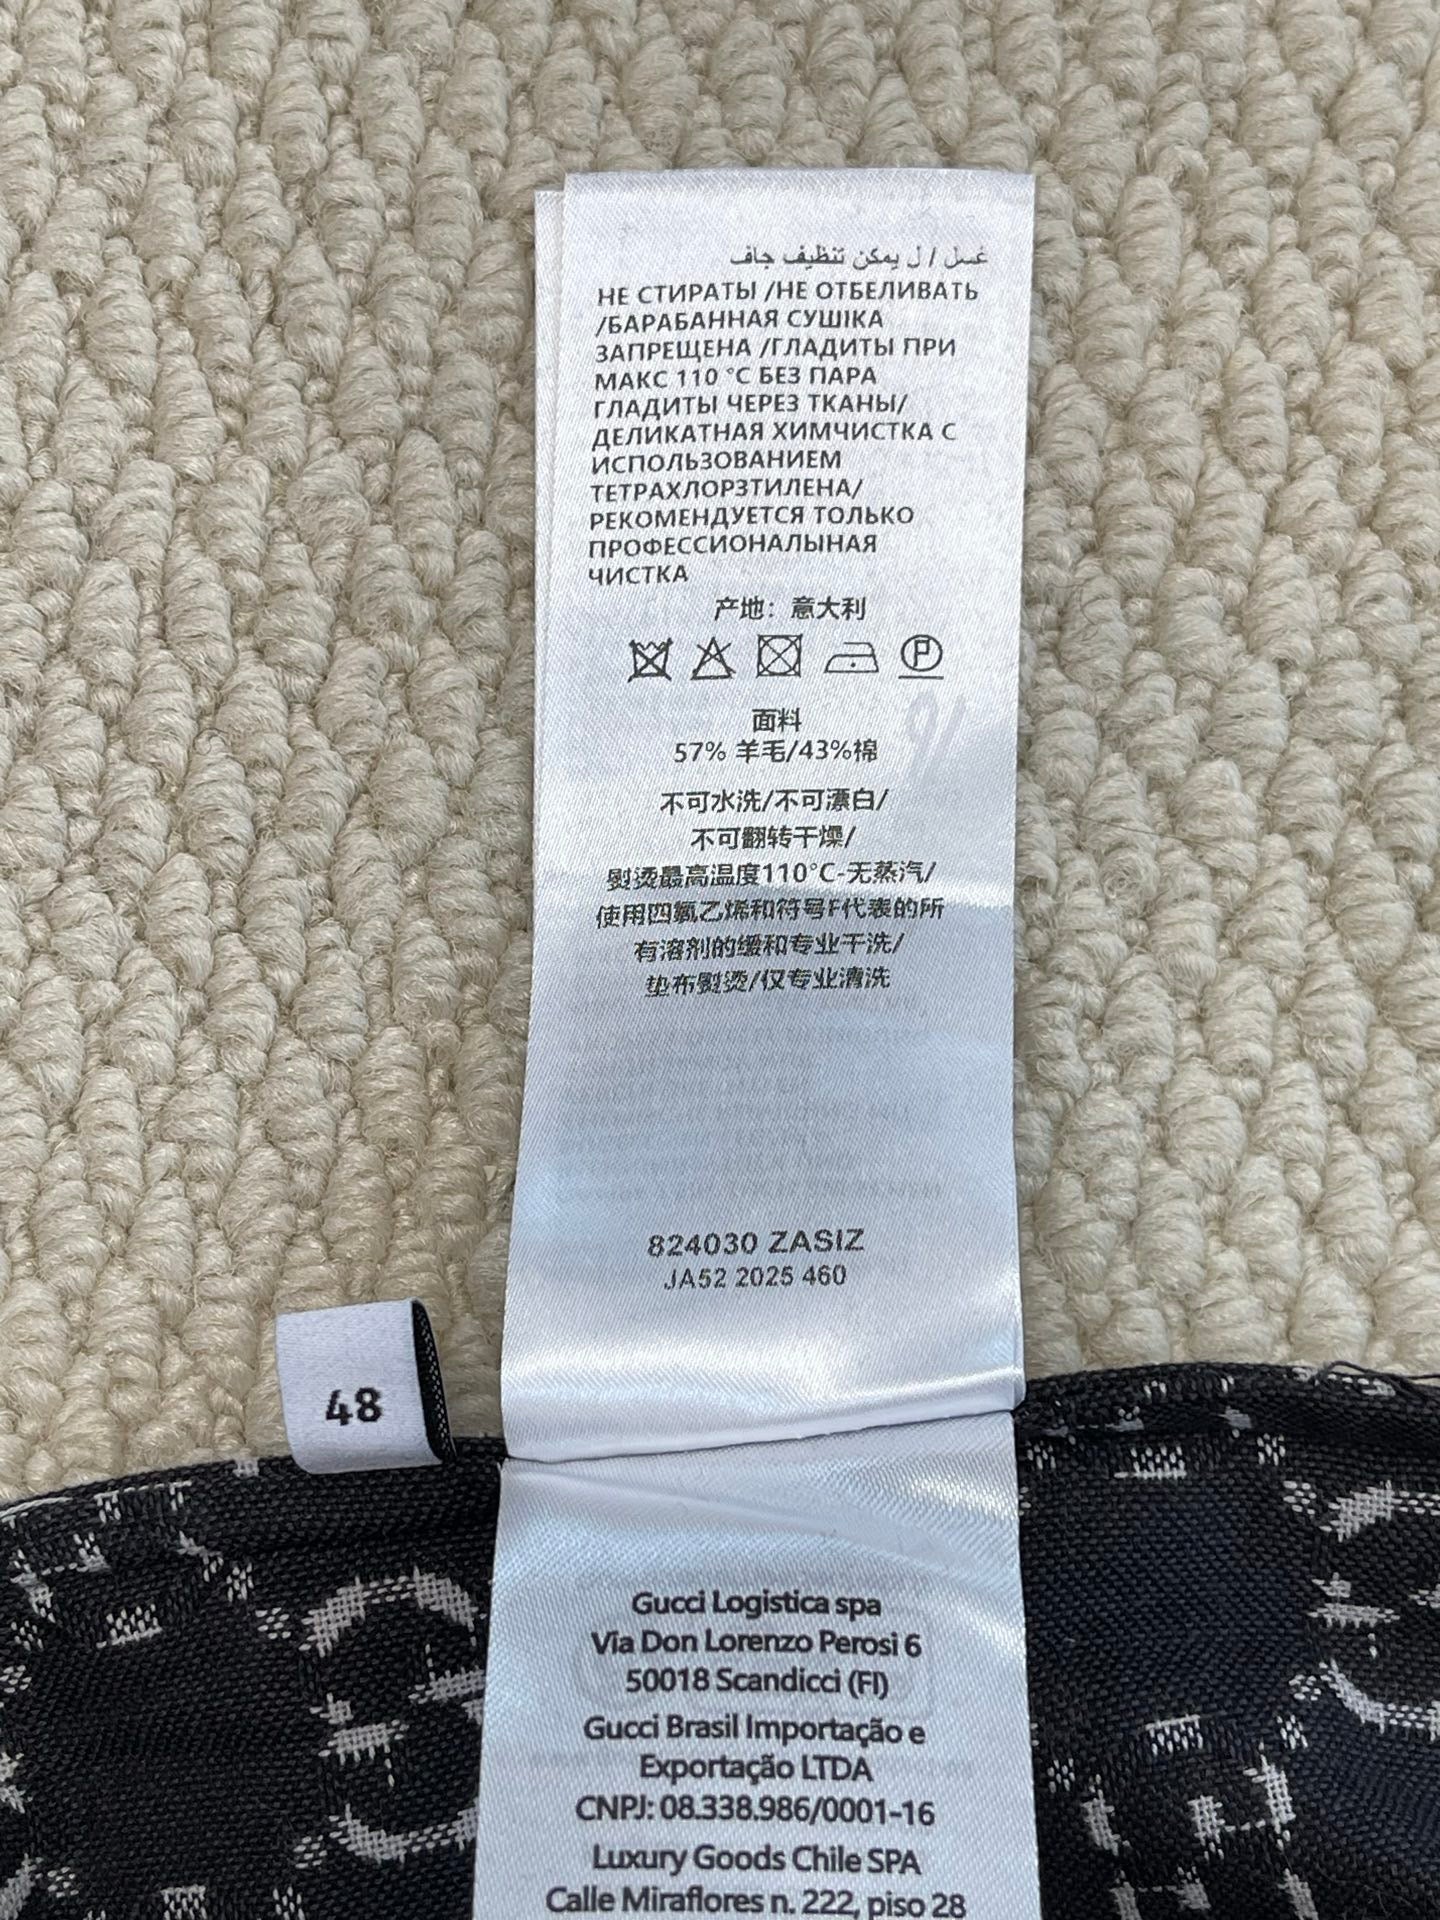 غسل / ل يمكن تنظيف جاف
НЕ СТИРАТЫ /НЕ ОТБЕЛИВАТЬ
/БАРАБАННАЯ СУШІКА
ЗАПРЕЩЕНА /ГЛАДИТЫ ПРИ
МАКС 110 °С БЕЗ ПАРА
ГЛАДИТЫ ЧЕРЕЗ ТКАНЫ/
ДЕЛИКАТНАЯ ХИМЧИСТКА С
ИСПОЛЬЗОВАНИЕМ
ТЕТРАХЛОРЗТИЛЕНА/
РЕКОМЕНДУЕТСЯ ТОЛЬКО
ПРОФЕССИОНАЛЫНАЯ
ЧИСТКА
产地：意大利
P
面料
57% 羊毛/43%棉
不可水洗/不可漂白/
不可翻转干燥/
熨烫最高温度110°C-无蒸汽/
使用四氯乙烯和符号F代表的所
有溶剂的缓和专业干洗/
垫布熨烫/仅专业清洗
824030 ZASIZ
JA52 2025 460
48
Gucci Logistica spa
Via Don Lorenzo Perosi 6
50018 Scandicci (FI)
Gucci Brasil Importação e
Exportação LTDA
CNPJ: 08.338.986/0001-16
Luxury Goods Chile SPA
Calle Miraflores n. 222, piso 28